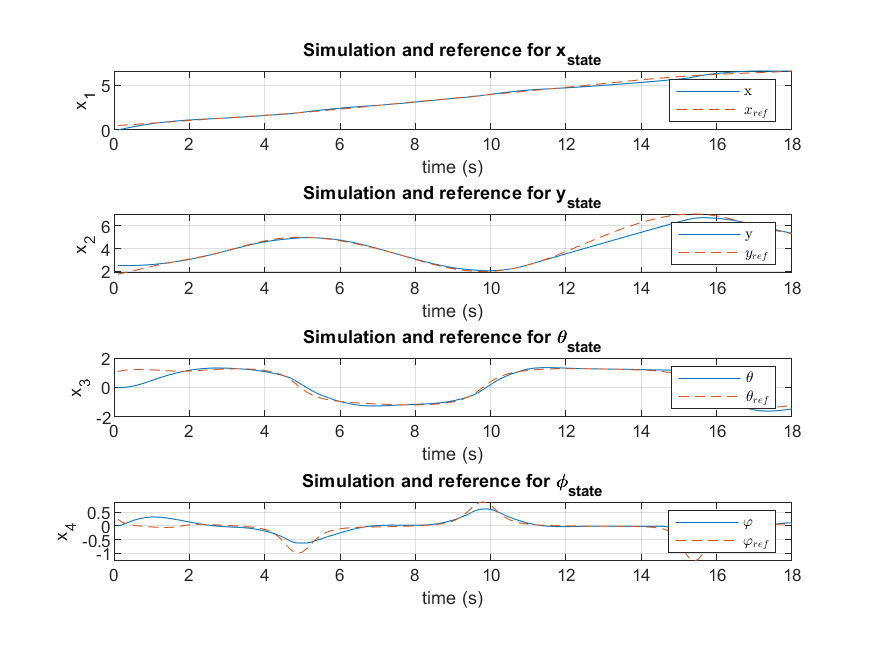 Simulation and reference for x_state
x_1
5
0
x
x_ref
0 2 4 6 8 10 12 14 16 18
time (s)
Simulation and reference for y_state
x_2
6
4
2
y
y_ref
0 2 4 6 8 10 12 14 16 18
time (s)
Simulation and reference for θ_state
x_3
2
0
-2
θ
θ_ref
0 2 4 6 8 10 12 14 16 18
time (s)
Simulation and reference for ϕ_state
x_4
0.5
0
-0.5
-1
φ
φ_ref
0 2 4 6 8 10 12 14 16 18
time (s)